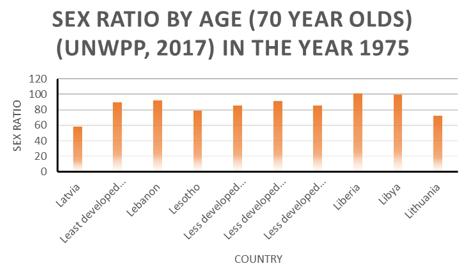 SEX RATIO BY AGE (70 YEAR OLDS)
(UNWPP, 2017) IN THE YEAR 1975
120
100
80
60
40
20
0
SEX RATIO
Latvia
Least developed...
Lebanon
Lesotho
Less developed...
Less developed...
Less developed...
Liberia
Libya
Lithuania
COUNTRY